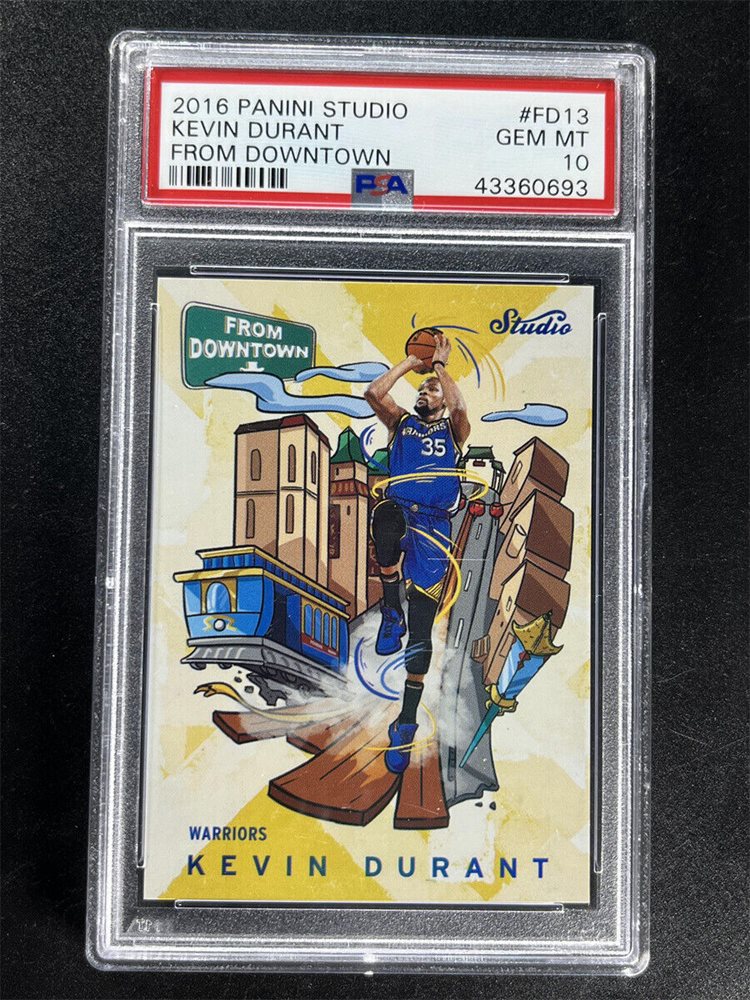 2016 PANINI STUDIO #FD13
KEVIN DURANT GEM MT
FROM DOWNTOWN 10
PSA 43360693
FROM
DOWNTOWN
Studio
WARRIORS
35
WARRIORS
KEVIN DURANT